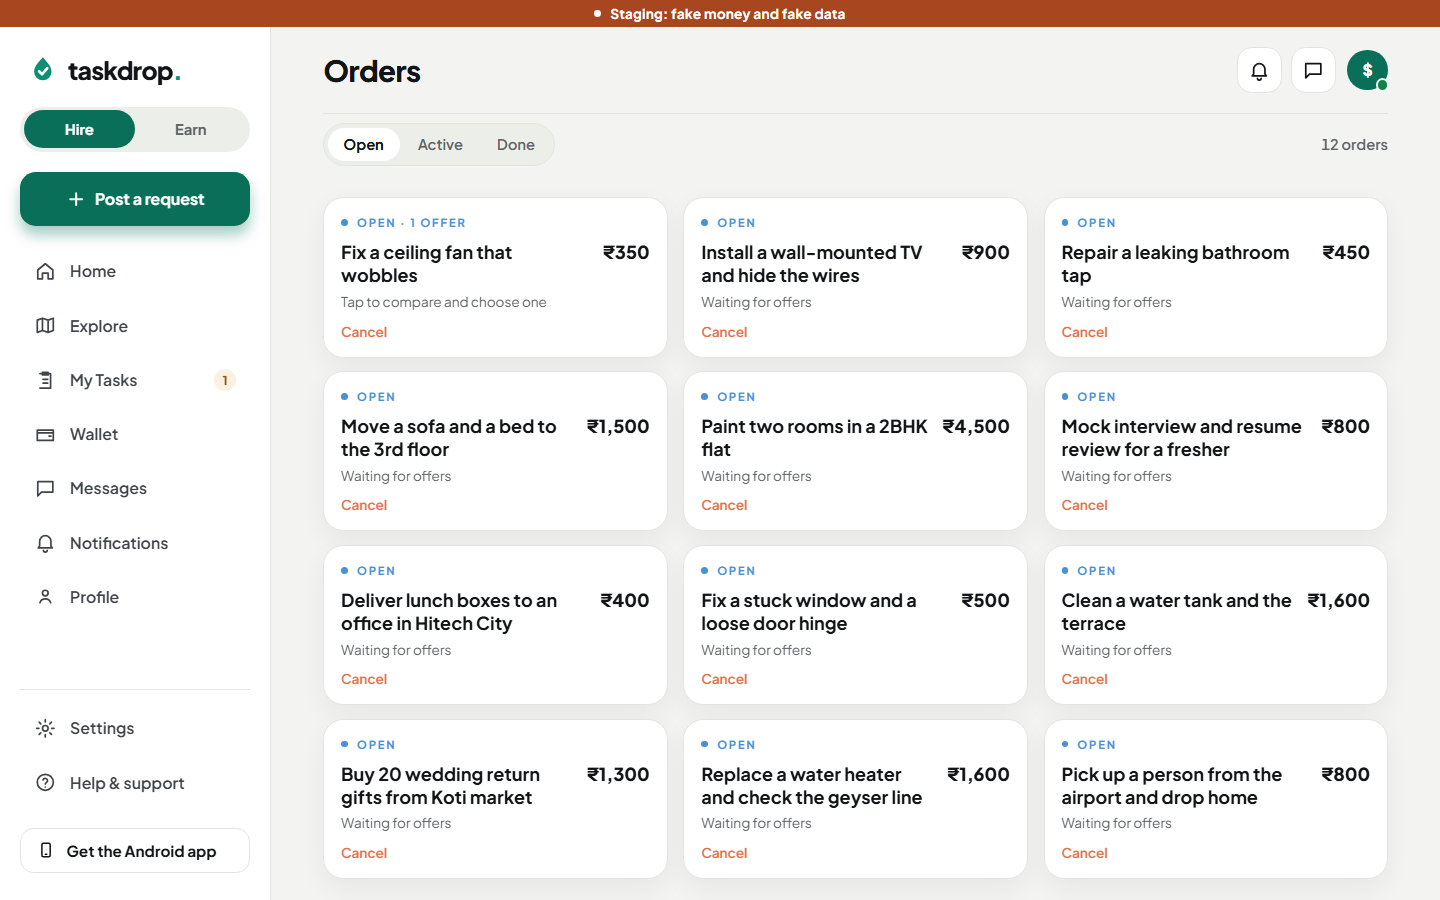 Staging: fake money and fake data
taskdrop.
Hire
Earn
+ Post a request
Home
Explore
My Tasks
1
Wallet
Messages
Notifications
Profile
Settings
Help & support
Get the Android app
Orders
$
Open
Active
Done
12 orders
OPEN · 1 OFFER
Fix a ceiling fan that
wobbles
₹350
Tap to compare and choose one
Cancel
OPEN
Install a wall-mounted TV
and hide the wires
₹900
Waiting for offers
Cancel
OPEN
Repair a leaking bathroom
tap
₹450
Waiting for offers
Cancel
OPEN
Move a sofa and a bed to
the 3rd floor
₹1,500
Waiting for offers
Cancel
OPEN
Paint two rooms in a 2BHK
flat
₹4,500
Waiting for offers
Cancel
OPEN
Mock interview and resume
review for a fresher
₹800
Waiting for offers
Cancel
OPEN
Deliver lunch boxes to an
office in Hitech City
₹400
Waiting for offers
Cancel
OPEN
Fix a stuck window and a
loose door hinge
₹500
Waiting for offers
Cancel
OPEN
Clean a water tank and the
terrace
₹1,600
Waiting for offers
Cancel
OPEN
Buy 20 wedding return
gifts from Koti market
₹1,300
Waiting for offers
Cancel
OPEN
Replace a water heater
and check the geyser line
₹1,600
Waiting for offers
Cancel
OPEN
Pick up a person from the
airport and drop home
₹800
Waiting for offers
Cancel